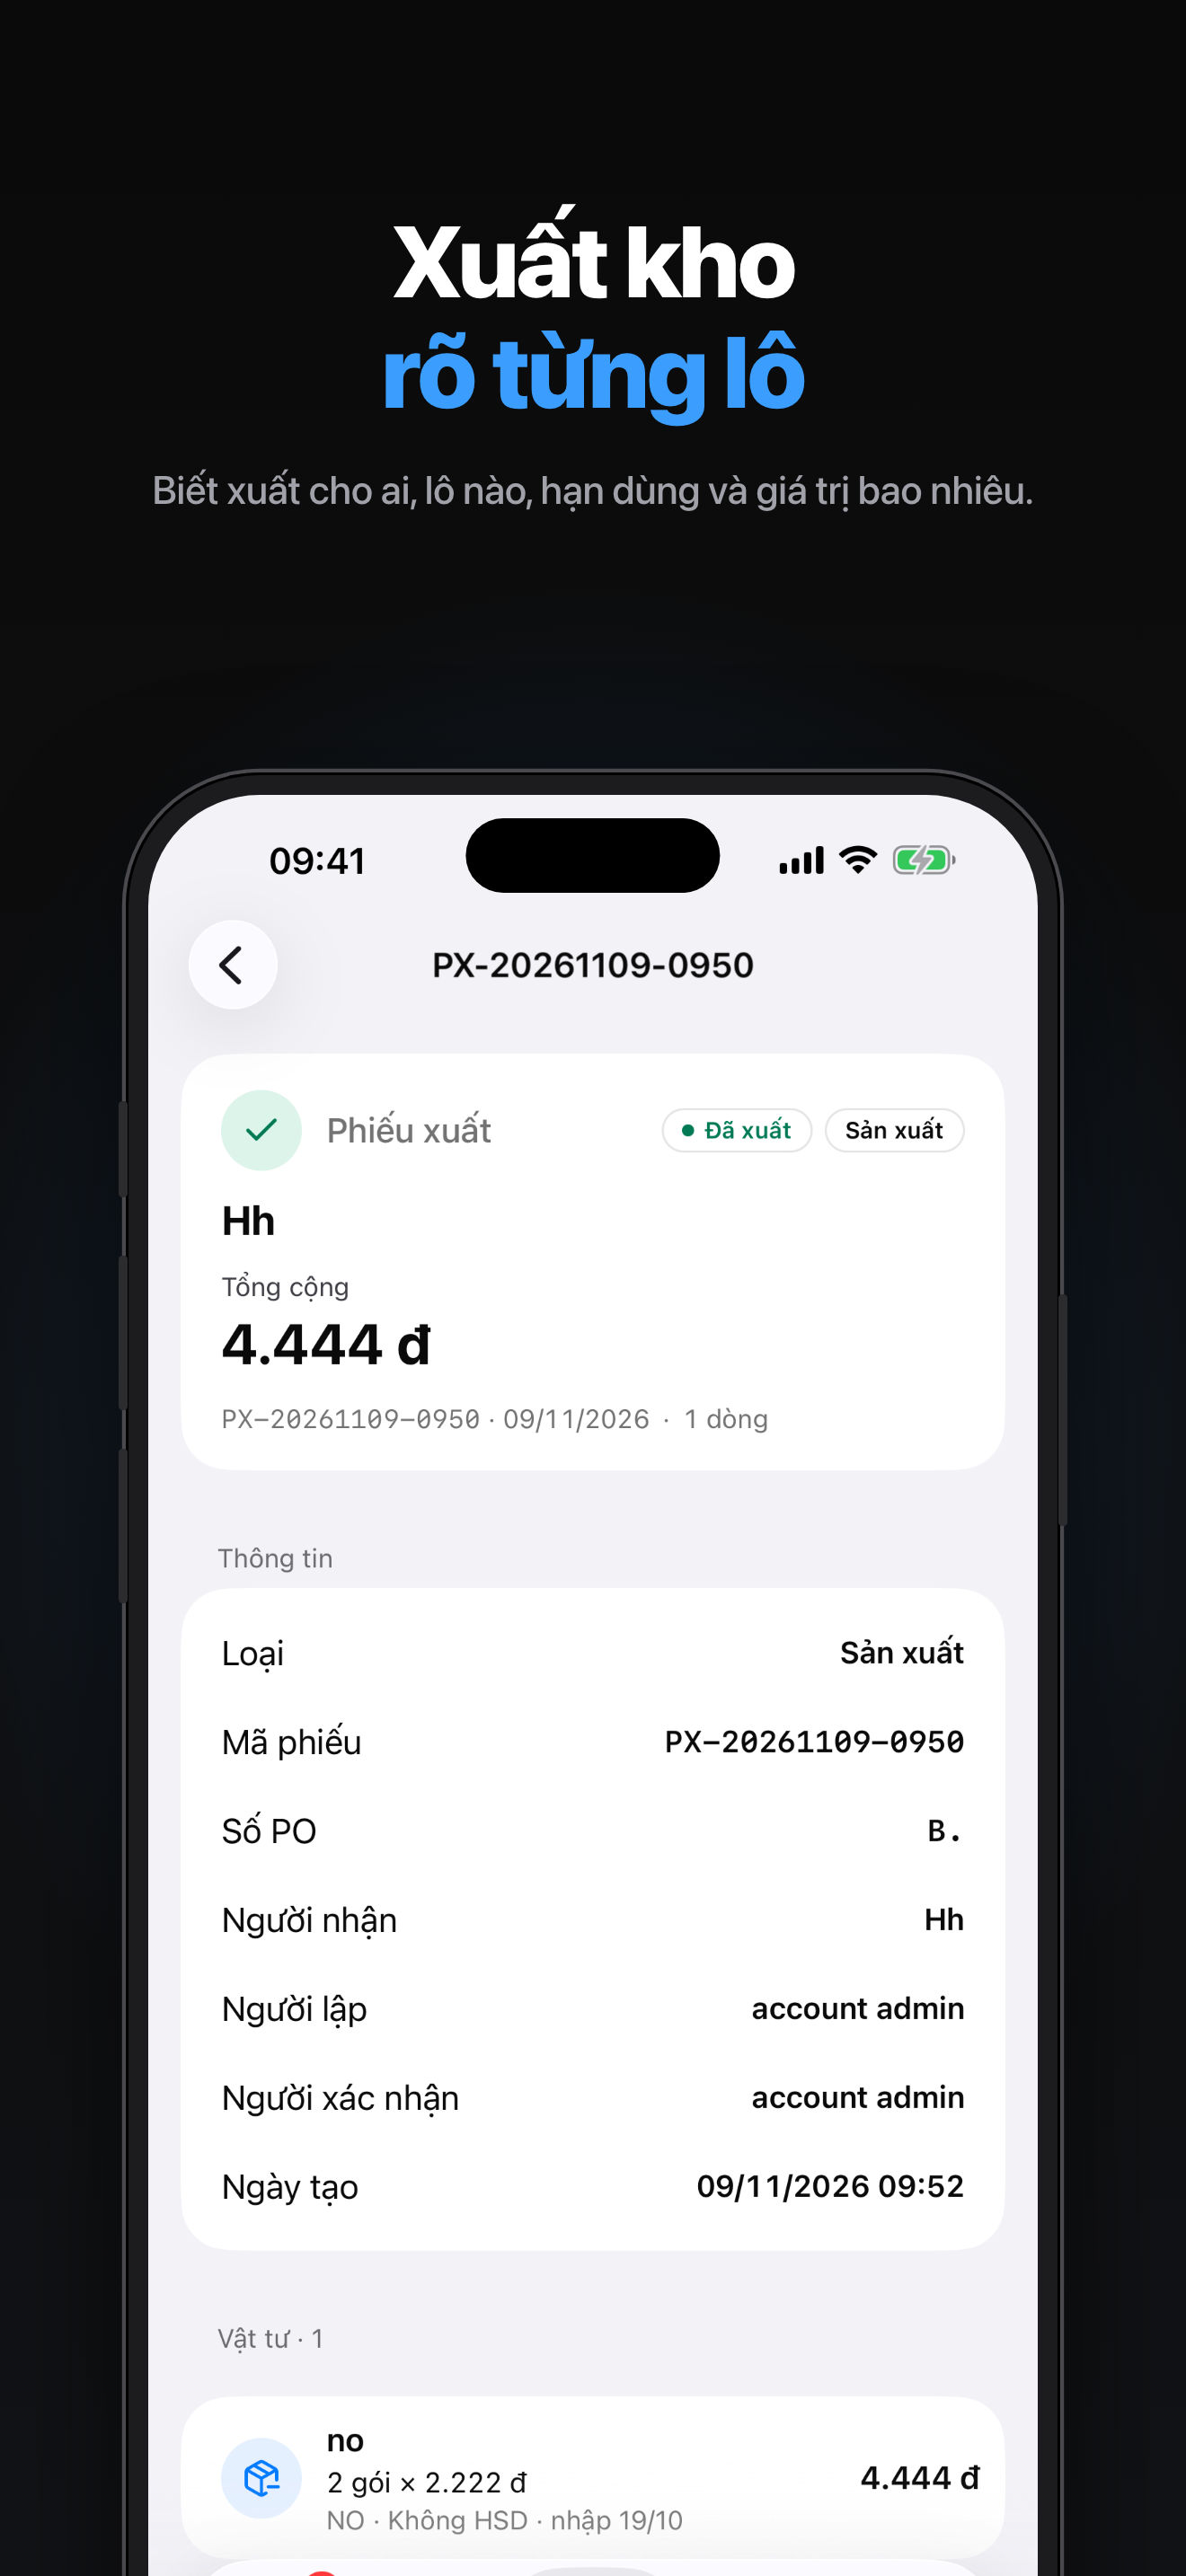 Xuất kho
rõ từng lô
Biết xuất cho ai, lô nào, hạn dùng và giá trị bao nhiêu.
09:41
PX-20261109-0950
Phiếu xuất
Đã xuất
Sản xuất
Hh
Tổng cộng
4.444 đ
PX-20261109-0950 · 09/11/2026 · 1 dòng
Thông tin
Loại Sản xuất
Mã phiếu PX-20261109-0950
Số PO B.
Người nhận Hh
Người lập account admin
Người xác nhận account admin
Ngày tạo 09/11/2026 09:52
Vật tư · 1
no
2 gói × 2.222 đ
4.444 đ
NO · Không HSD · nhập 19/10